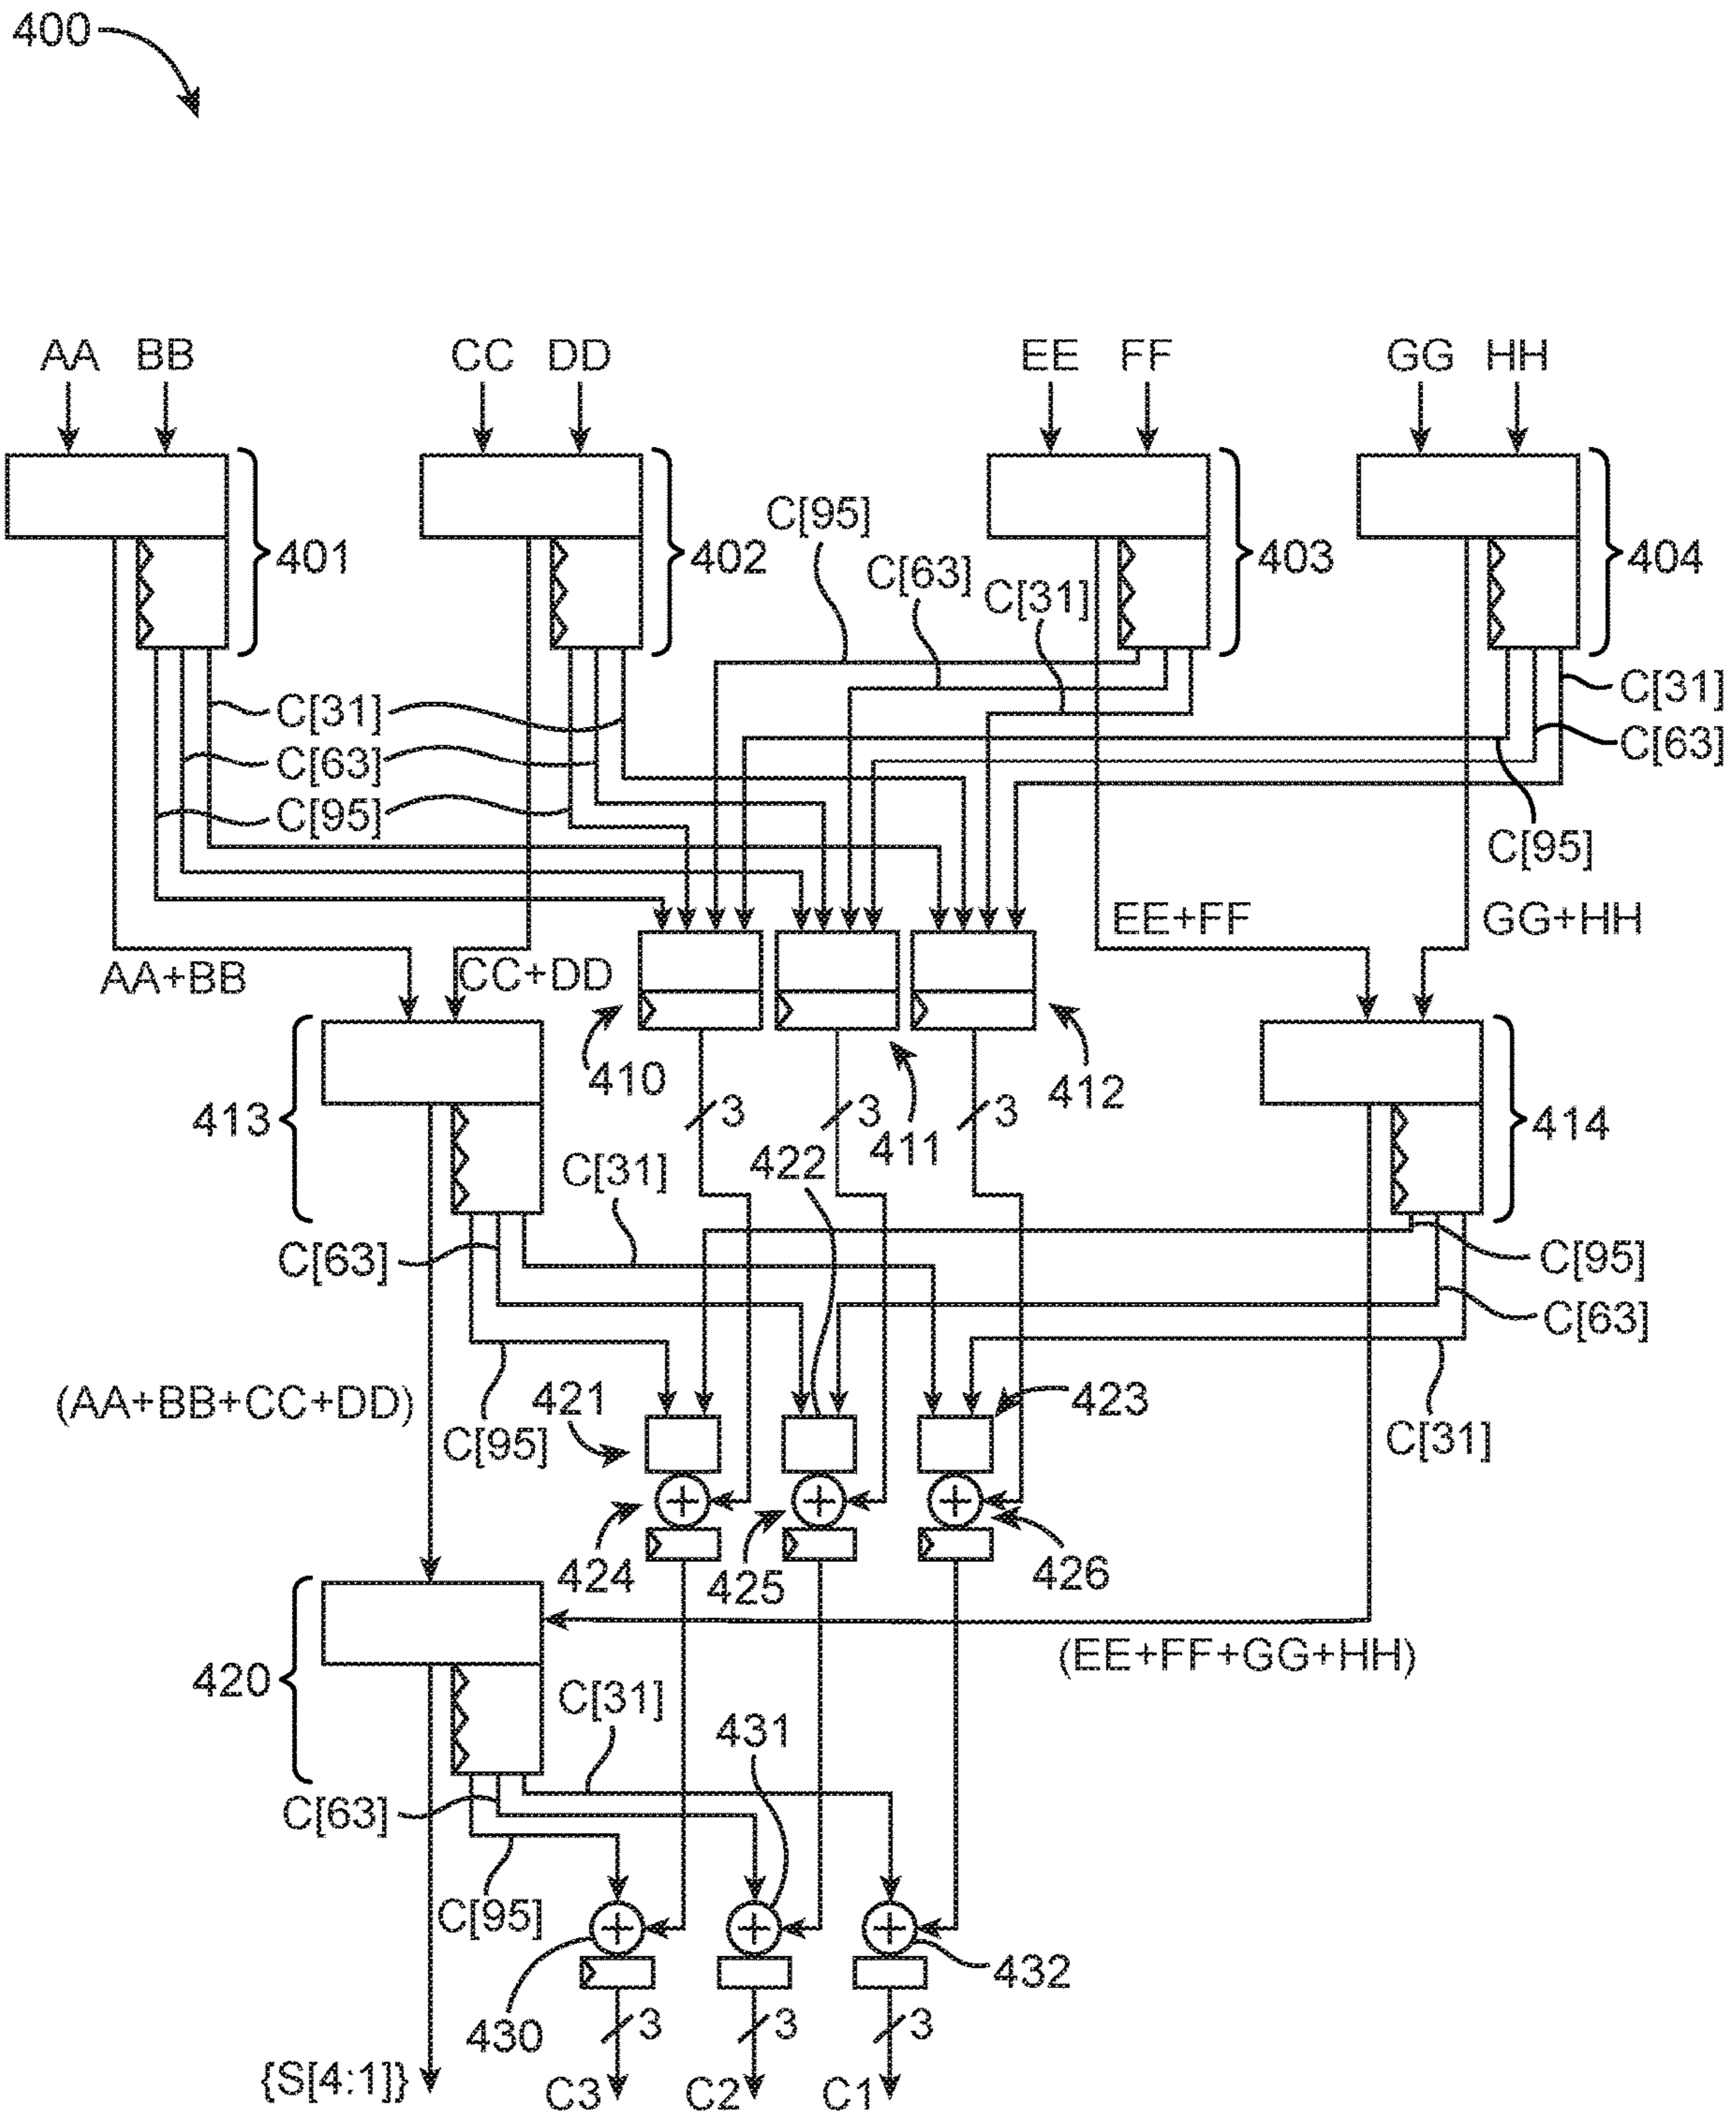 400
AA BB CC DD EE FF GG HH
401 402 403 404
C[95]
C[63]
C[31]
C[31] C[31]
C[63] C[63]
C[95] C[95]
AA+BB CC+DD EE+FF GG+HH
410 411 412
413 414
3 3 3
422
C[31]
C[63] C[95]
C[63]
(AA+BB+CC+DD)
C[95] 421 423 C[31]
424 425 426
(EE+FF+GG+HH)
420
C[31]
431
C[63]
C[95]
430 432
3 3 3
{S[4:1]} C3 C2 C1